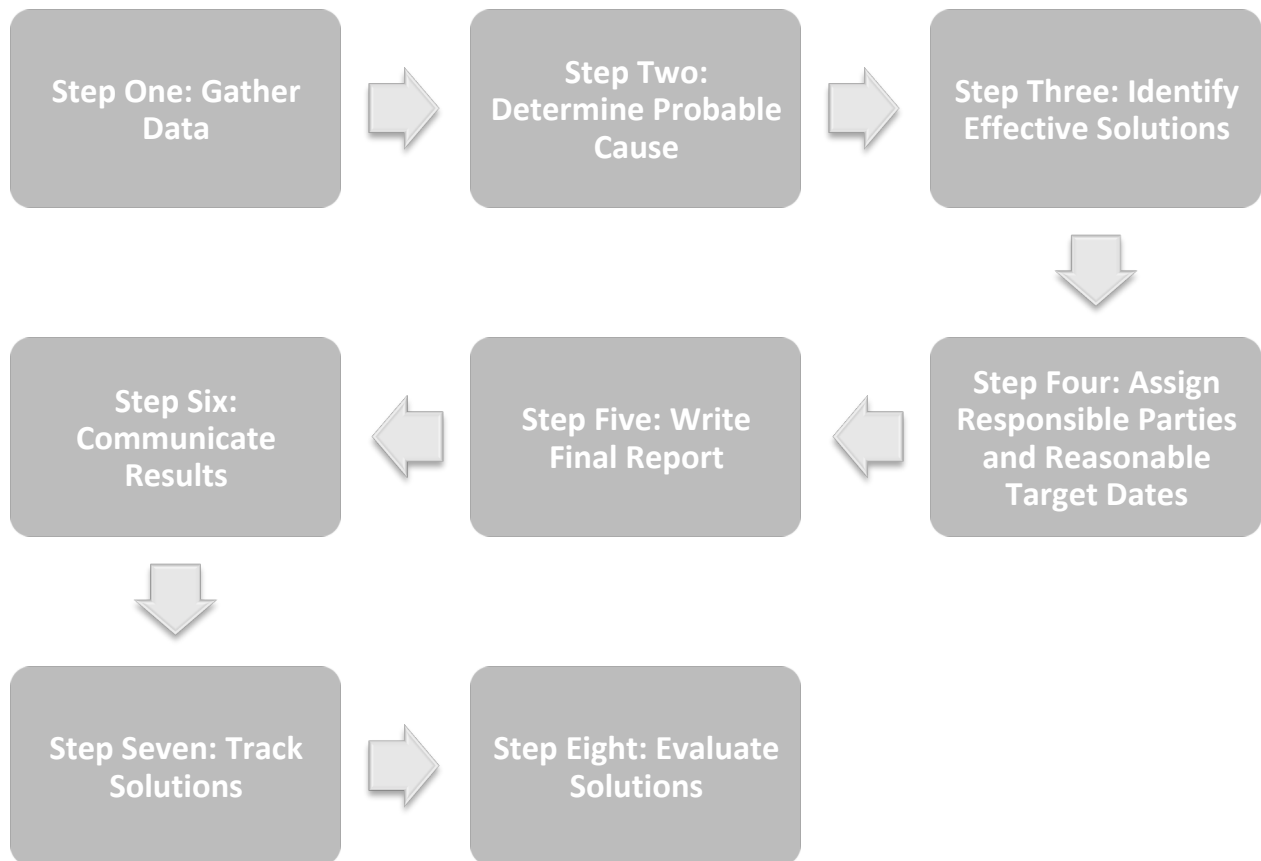 Step One: Gather
Data
Step Two:
Determine Probable
Cause
Step Three: Identify
Effective Solutions
Step Four: Assign
Responsible Parties
and Reasonable
Target Dates
Step Five: Write
Final Report
Step Six:
Communicate
Results
Step Seven: Track
Solutions
Step Eight: Evaluate
Solutions